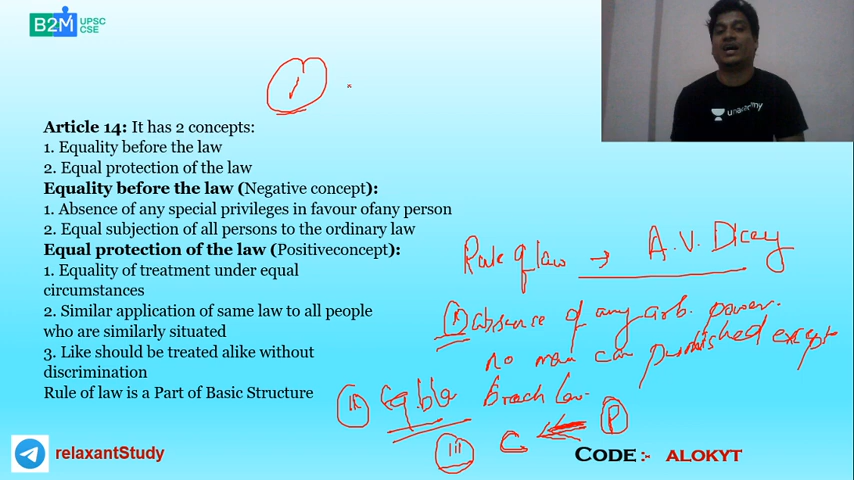 B2M UPSC
CSE
unacademy
Article 14: It has 2 concepts:
1. Equality before the law
2. Equal protection of the law
Equality before the law (Negative concept):
1. Absence of any special privileges in favour ofany person
2. Equal subjection of all persons to the ordinary law
Equal protection of the law (Positiveconcept):
1. Equality of treatment under equal
circumstances
2. Similar application of same law to all people
who are similarly situated
3. Like should be treated alike without
discrimination
Rule of law is a Part of Basic Structure
Rule of law → A.V. Dicey
absence of any arb. power.
no man can punished except
law.
III C ← P
relaxantStudy
CODE :- ALOKYT